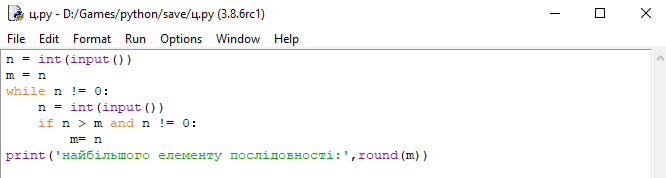 ц.py - D:/Games/python/save/ц.py (3.8.6rc1)
File Edit Format Run Options Window Help
n = int(input())
m = n
while n != 0:
    n = int(input())
    if n > m and n != 0:
        m= n
print('найбільшого елементу послідовності:',round(m))